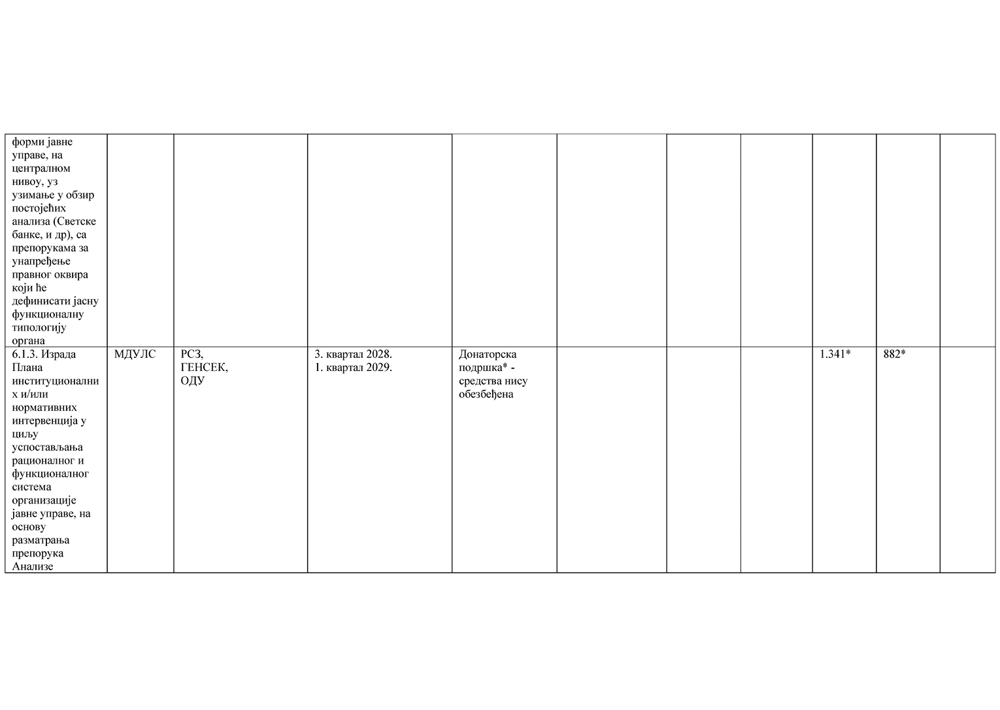 форми јавне
управе, на
централном
нивоу, уз
узимање у обзир
постојећих
анализа (Светске
банке, и др), са
препорукама за
унапређење
правног оквира
који ће
дефинисати јасну
функционалну
типологију
органа
6.1.3. Израда
Плана
институционални
х и/или
нормативних
интервенција у
циљу
успостављања
рационалног и
функционалног
система
организације
јавне управе, на
основу
разматрања
препорука
Анализе
МДУЛС
РСЗ,
ГЕНСЕК,
ОДУ
3. квартал 2028.
1. квартал 2029.
Донаторска
подршка* -
средства нису
обезбеђена
1.341*
882*